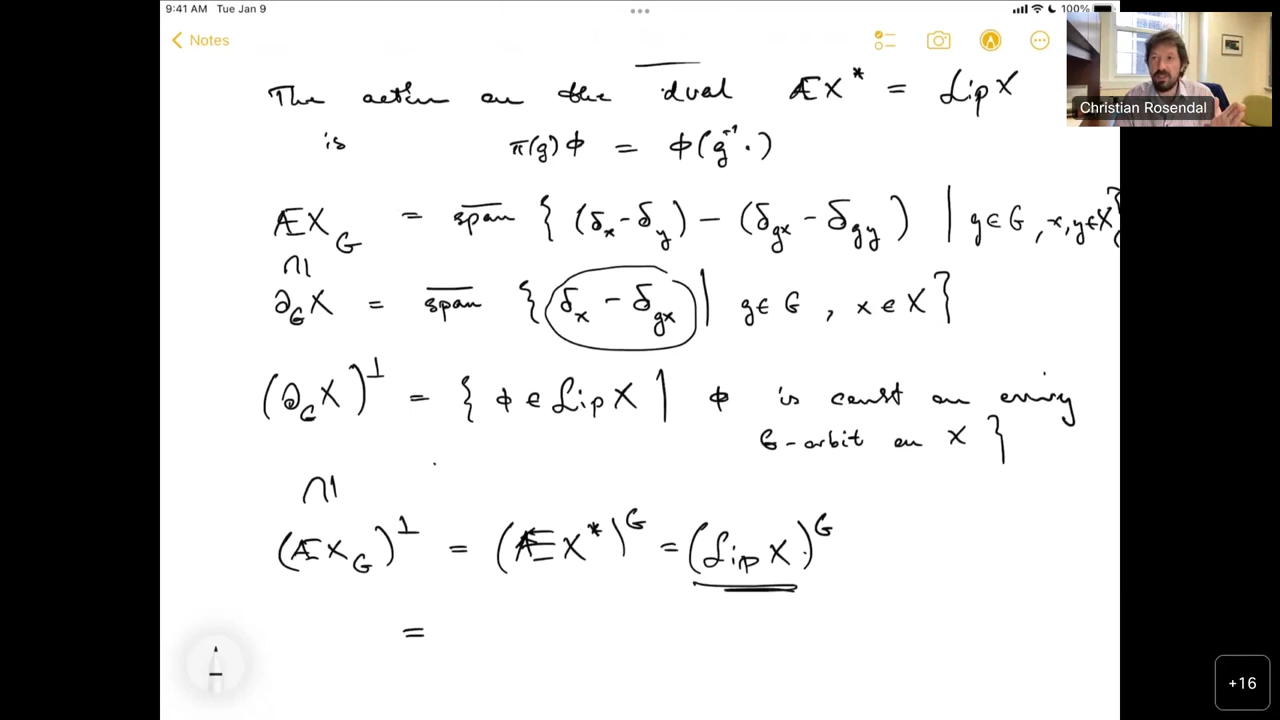 9:41 AM Tue Jan 9
100%
Notes
Christian Rosendal
The action on the dual ÆX* = Lip X
is π(g)ϕ = ϕ(g⁻¹ ·)
ÆX_G = span { (δ_x − δ_y) − (δ_gx − δ_gy) | g ∈ G, x, y ∈ X }
∩|
∂_G X = span { δ_x − δ_gx | g ∈ G , x ∈ X }
(∂_G X)^⊥ = { ϕ ∈ Lip X | ϕ is const on every
G-orbit on X }
∩|
(ÆX_G)^⊥ = (ÆX*)^G = (Lip X)^G
=
+16